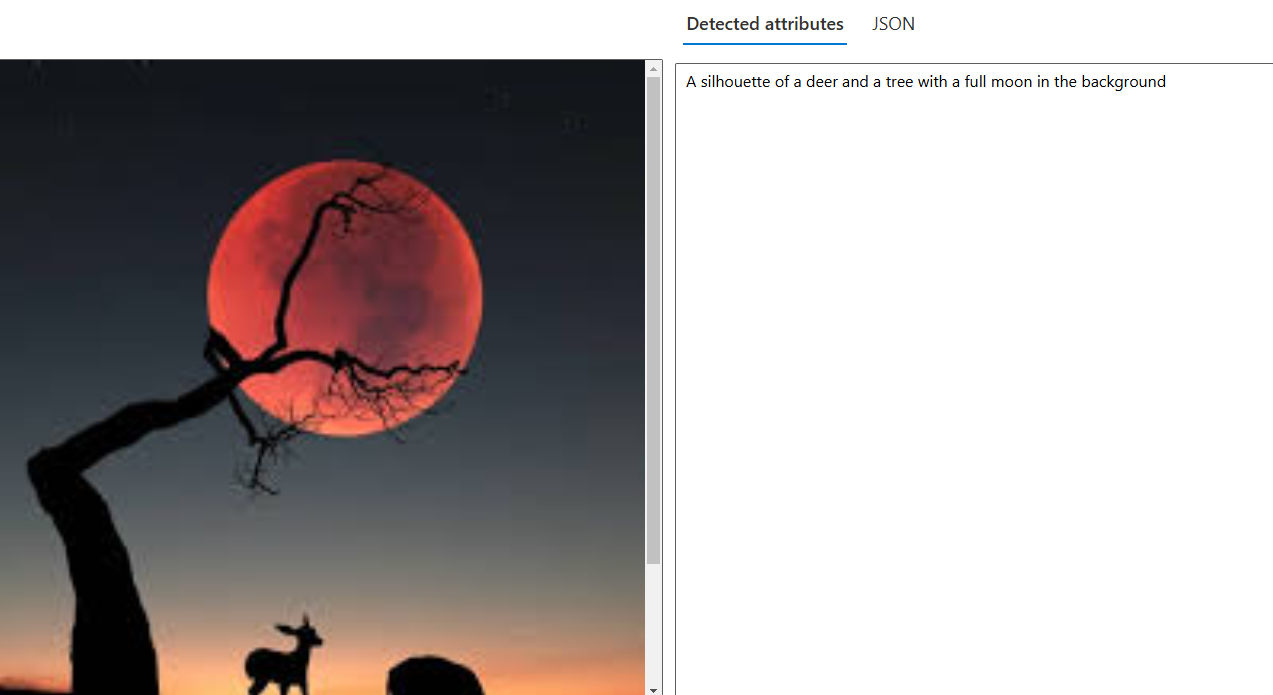 Detected attributes
JSON
A silhouette of a deer and a tree with a full moon in the background